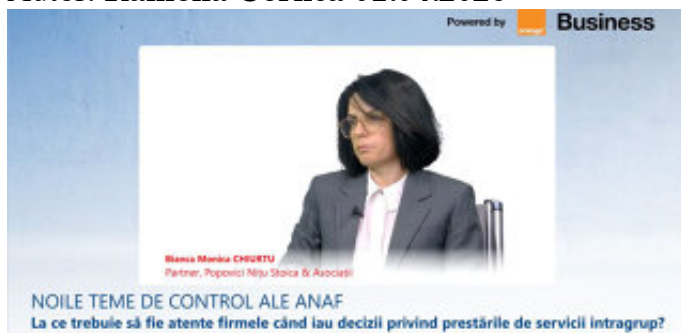 Powered by orange Business
Bianca Monica CHIURTU
Partner, Popovici Nițu Stoica & Asociații
NOILE TEME DE CONTROL ALE ANAF
La ce trebuie să fie atente firmele când iau decizii privind prestările de servicii intragrup?